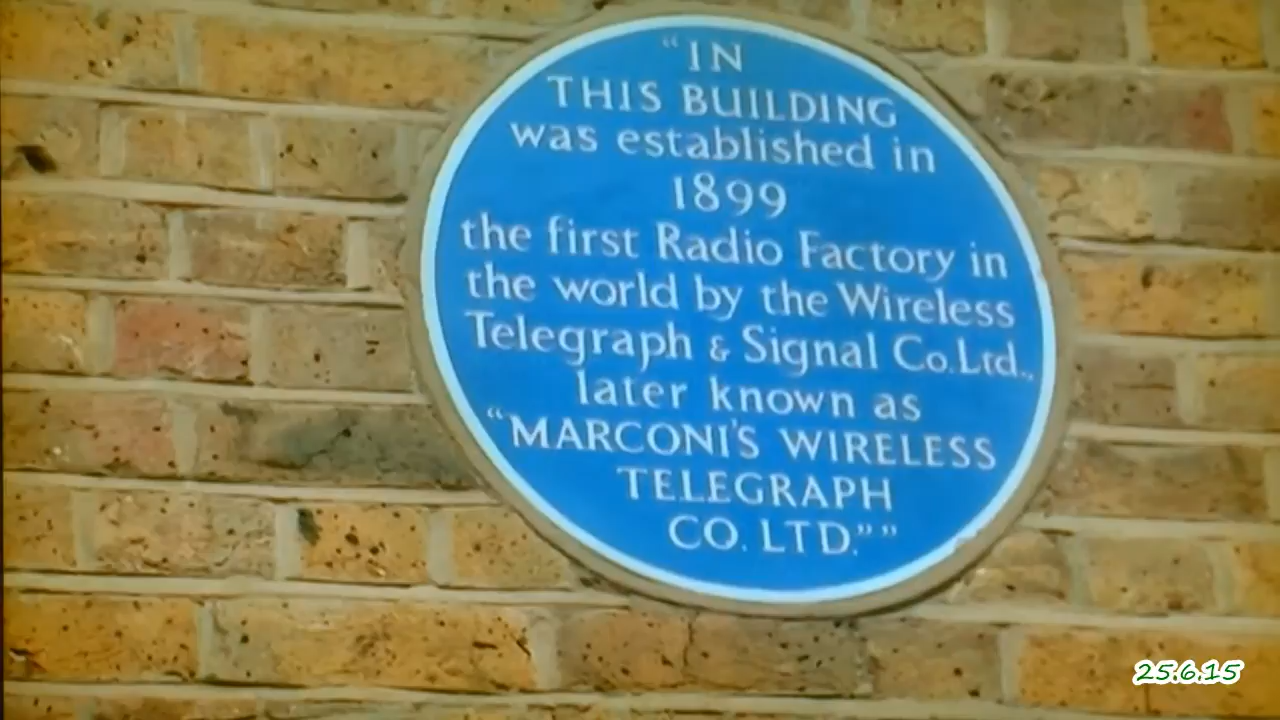 “IN
THIS BUILDING
was established in
1899
the first Radio Factory in
the world by the Wireless
Telegraph & Signal Co.Ltd.,
later known as
“MARCONI'S WIRELESS
TELEGRAPH
CO. LTD.””
25.6.15